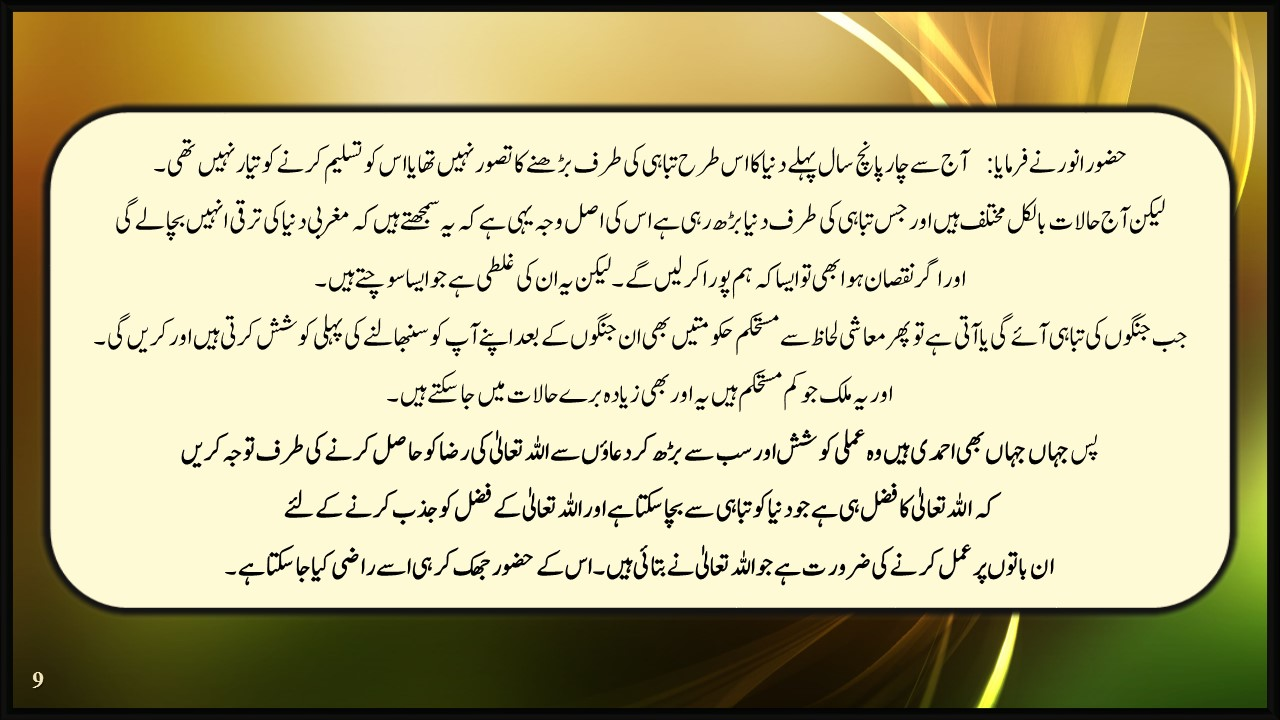 حضور انور نے فرمایا: آج سے چار پانچ سال پہلے دنیا کا اس طرح تباہی کی طرف بڑھنے کا تصور نہیں تھا یا اس کو تسلیم کرنے کو تیار نہیں تھی۔
لیکن آج حالات بالکل مختلف ہیں اور جس تباہی کی طرف دنیا بڑھ رہی ہے اس کی اصل وجہ یہی ہے کہ یہ سمجھتے ہیں کہ مغربی دنیا کی ترقی انہیں بچا لے گی
اور اگر نقصان ہوا بھی تو ایسا کہ ہم پورا کر لیں گے۔ لیکن یہ ان کی غلطی ہے جو ایسا سوچتے ہیں۔
جب جنگوں کی تباہی آئے گی یا آتی ہے تو پھر معاشی لحاظ سے مستحکم حکومتیں بھی ان جنگوں کے بعد اپنے آپ کو سنبھالنے کی پہلی کوشش کرتی ہیں اور کریں گی۔
اور یہ ملک جو کم مستحکم ہیں یہ اور بھی زیادہ برے حالات میں جا سکتے ہیں۔
پس جہاں جہاں بھی احمدی ہیں وہ عملی کوشش اور سب سے بڑھ کر دعاؤں سے اللہ تعالیٰ کی رضا کو حاصل کرنے کی طرف توجہ کریں
کہ اللہ تعالیٰ کا فضل ہی ہے جو دنیا کو تباہی سے بچا سکتا ہے اور اللہ تعالیٰ کے فضل کو جذب کرنے کے لئے
ان باتوں پر عمل کرنے کی ضرورت ہے جو اللہ تعالیٰ نے بتائی ہیں۔ اس کے حضور جھک کر ہی اسے راضی کیا جا سکتا ہے۔
9